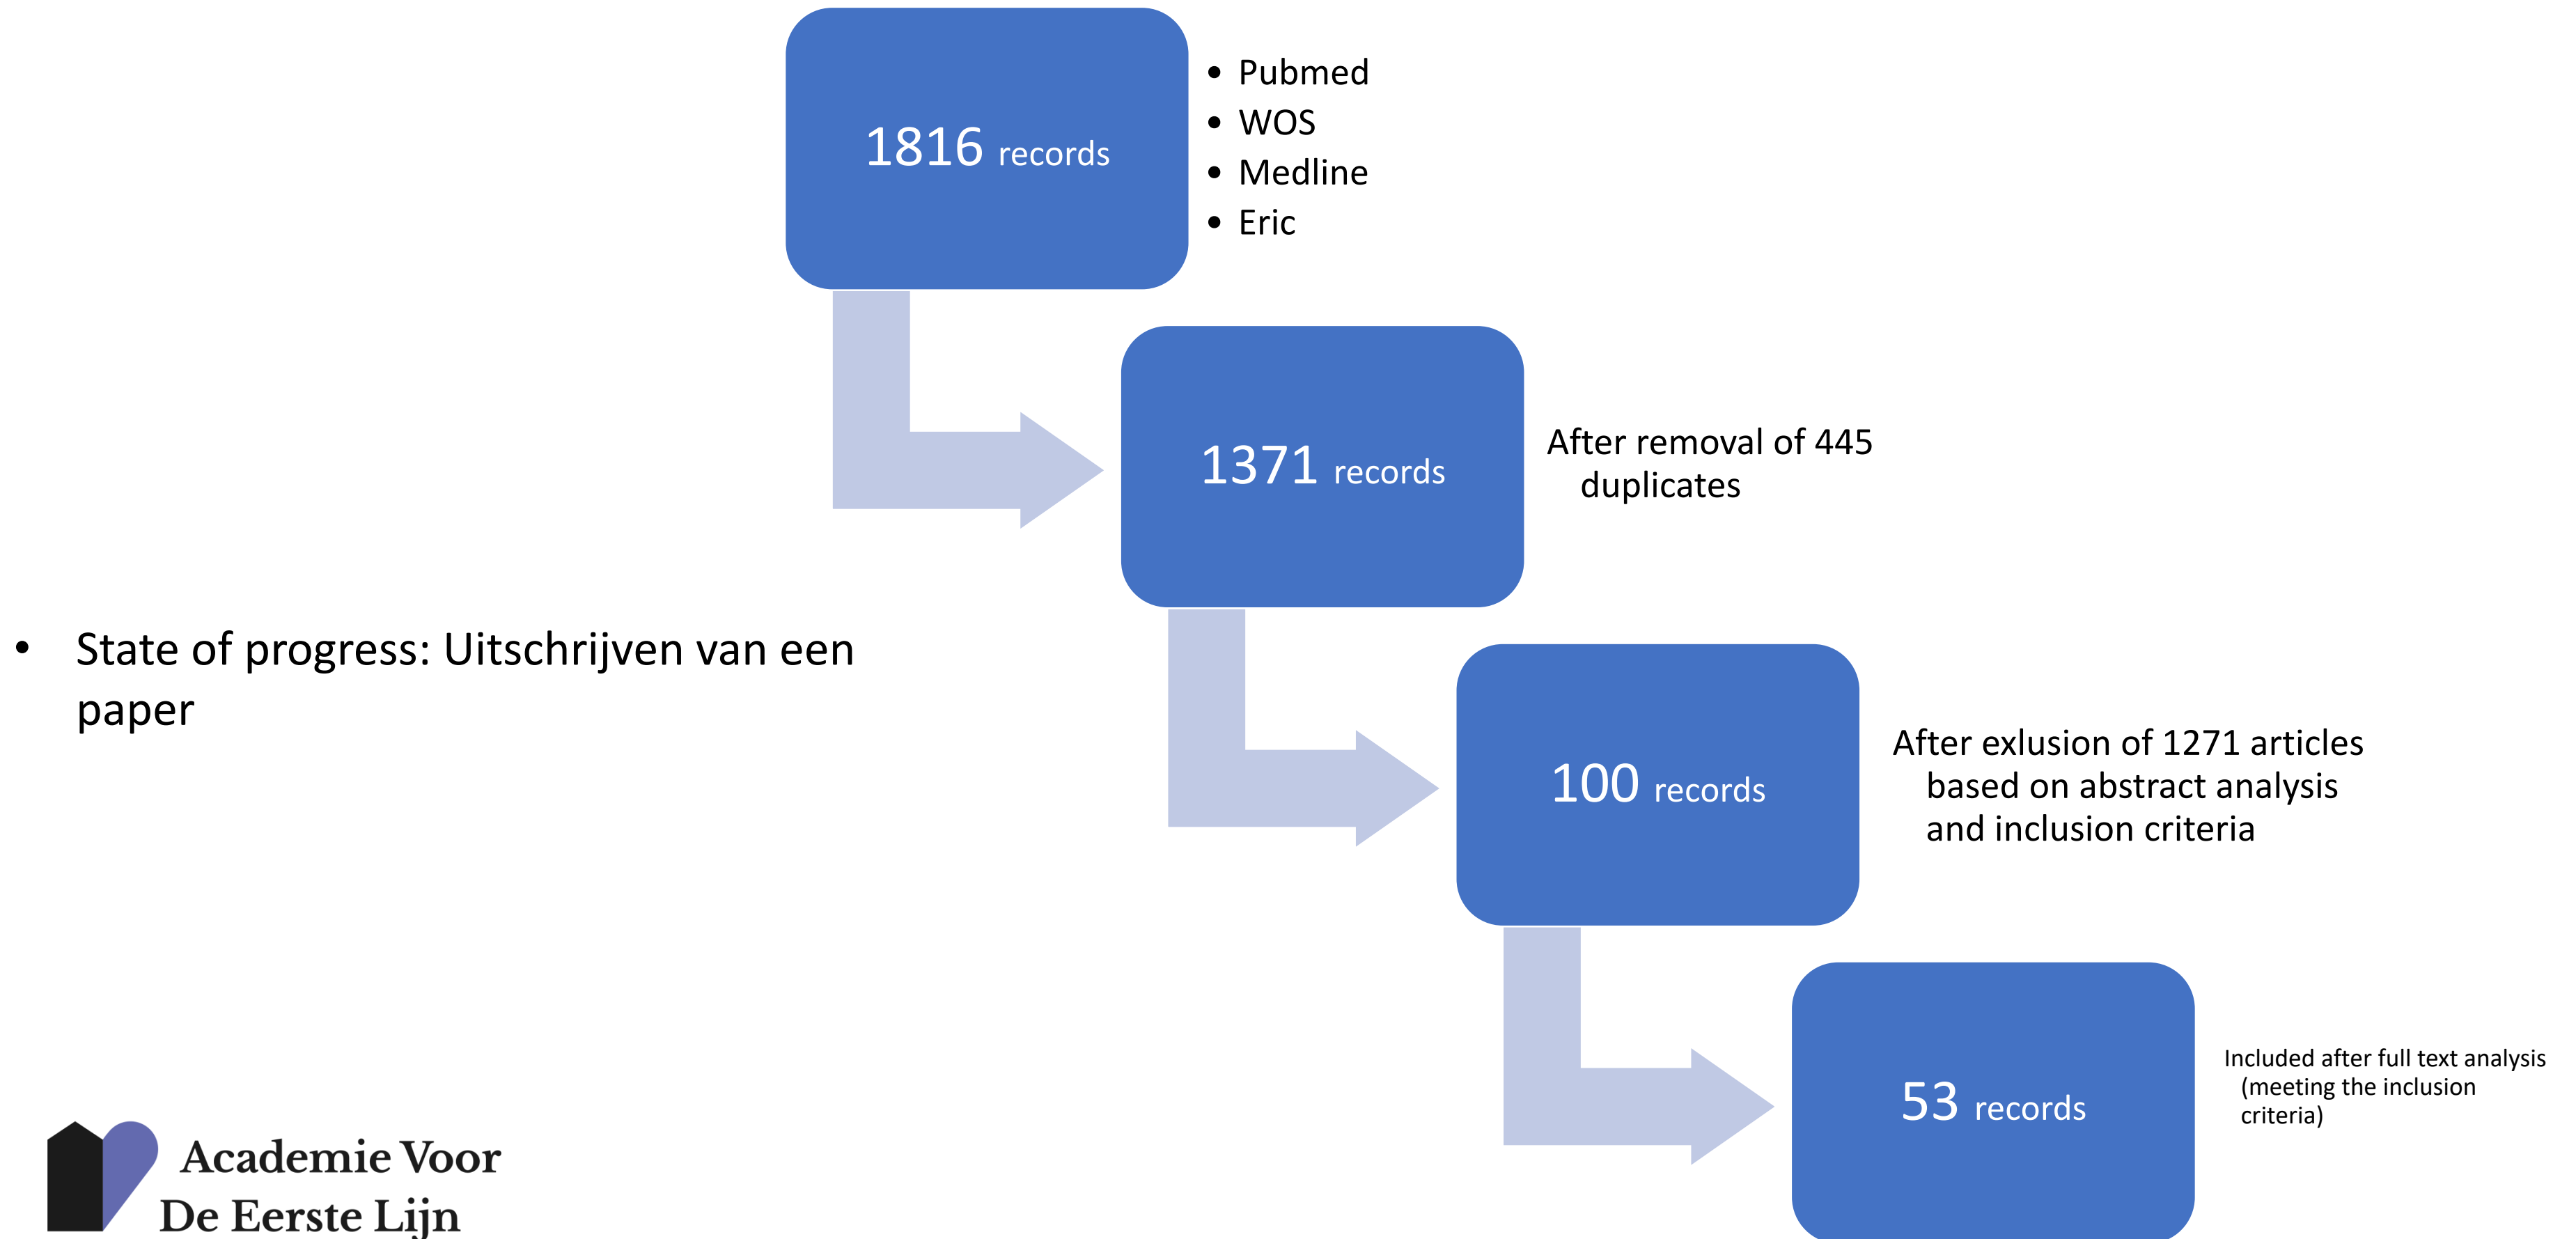 1816 records
• Pubmed
• WOS
• Medline
• Eric
1371 records
After removal of 445
duplicates
• State of progress: Uitschrijven van een
paper
100 records
After exlusion of 1271 articles
based on abstract analysis
and inclusion criteria
53 records
Included after full text analysis
(meeting the inclusion
criteria)
Academie Voor
De Eerste Lijn